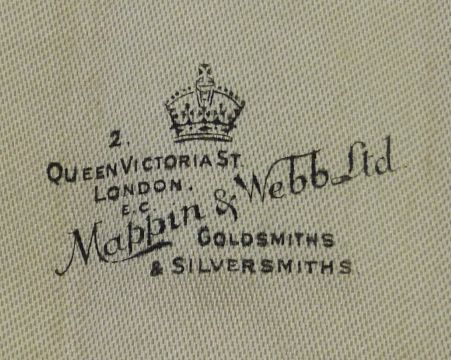 2.
QUEEN VICTORIA ST
LONDON.
E.C.
Mappin & Webb Ltd
GOLDSMITHS
& SILVERSMITHS